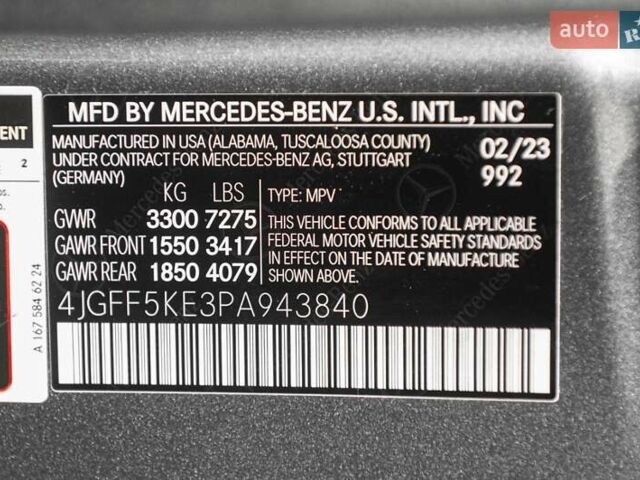 auto
R
MFD BY MERCEDES-BENZ U.S. INTL., INC
MANUFACTURED IN USA (ALABAMA, TUSCALOOSA COUNTY)
UNDER CONTRACT FOR MERCEDES-BENZ AG, STUTTGART
(GERMANY)
02/23
992
KG LBS
GVWR 3300 7275
GAWR FRONT 1550 3417
GAWR REAR 1850 4079
TYPE: MPV
THIS VEHICLE CONFORMS TO ALL APPLICABLE
FEDERAL MOTOR VEHICLE SAFETY STANDARDS
IN EFFECT ON THE DATE OF MANUFACTURE
SHOWN ABOVE.
4JGFF5KE3PA943840
2
A 167 584 62 24